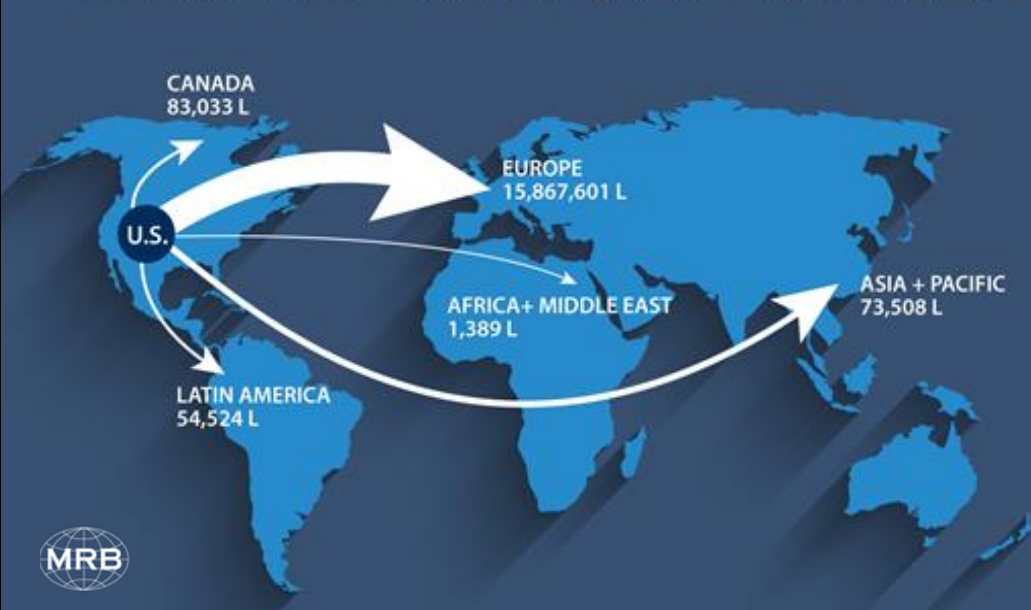 CANADA
83,033 L
EUROPE
15,867,601 L
U.S.
AFRICA+ MIDDLE EAST
1,389 L
ASIA + PACIFIC
73,508 L
LATIN AMERICA
54,524 L
MRB